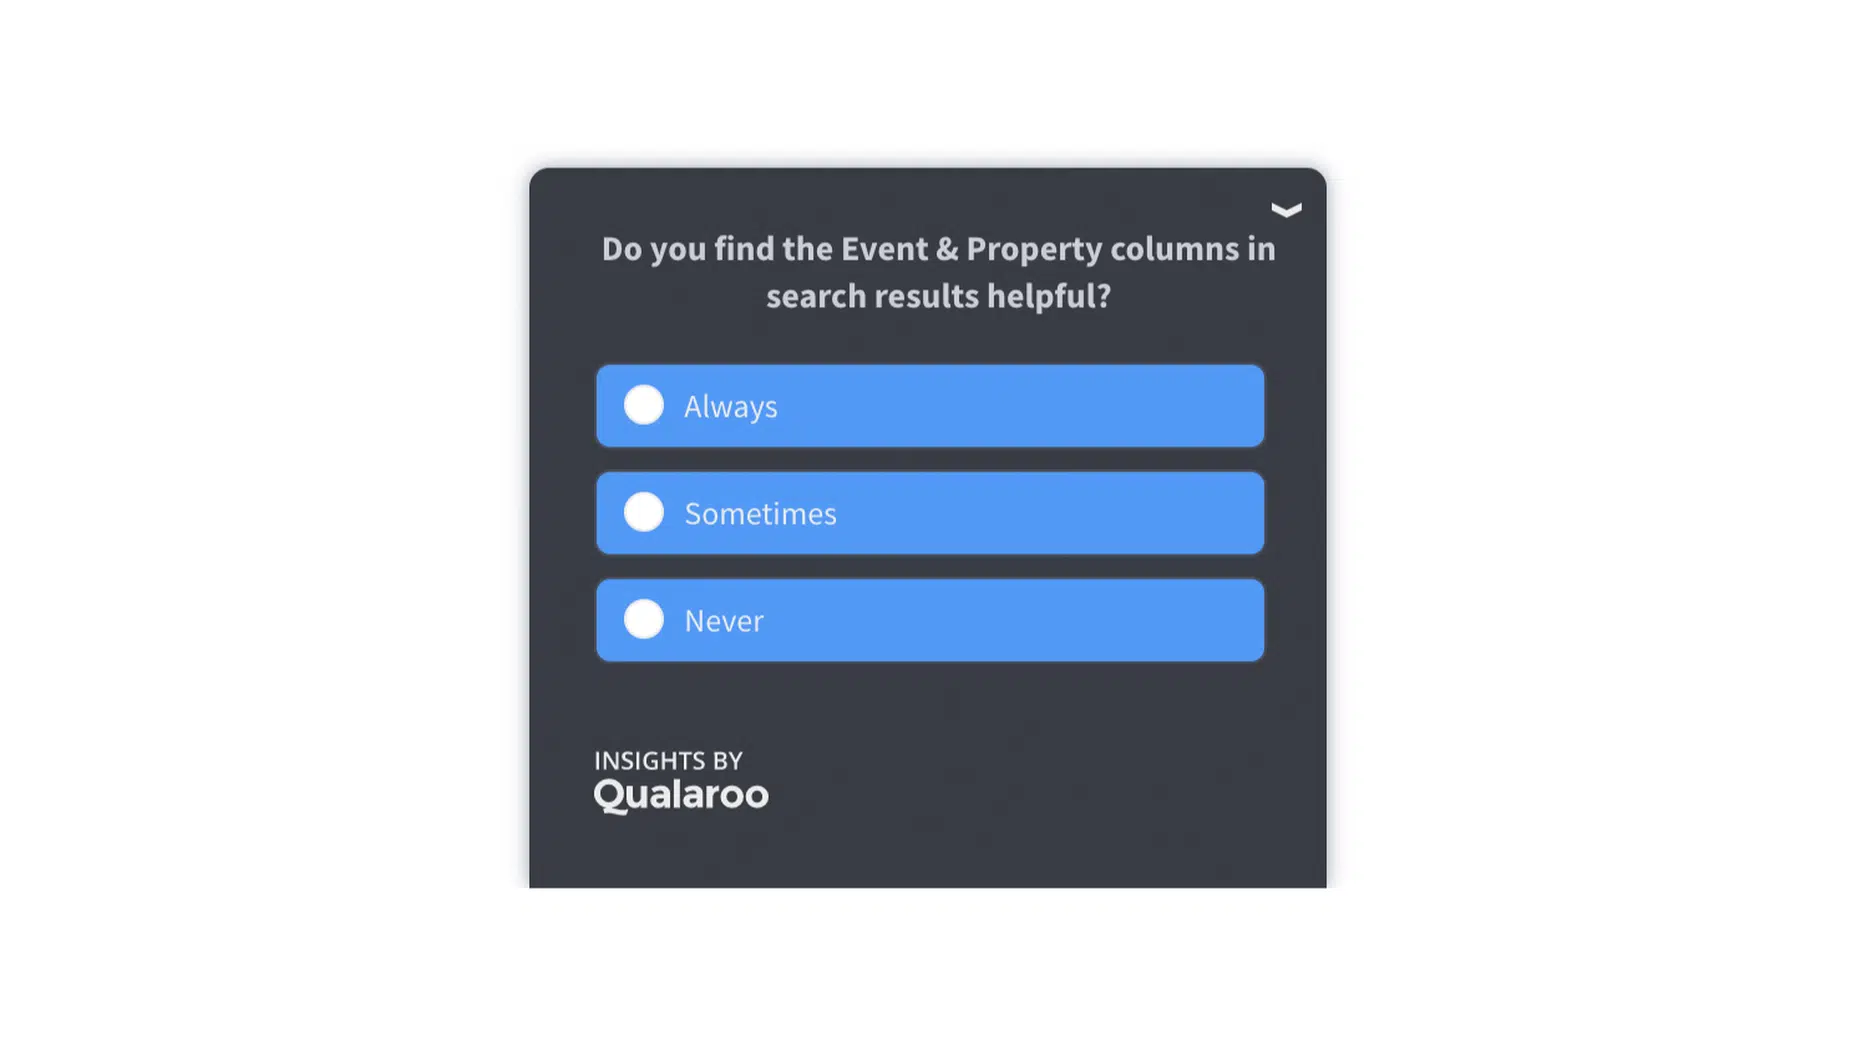 Do you find the Event & Property columns in
search results helpful?
Always
Sometimes
Never
INSIGHTS BY
Qualaroo